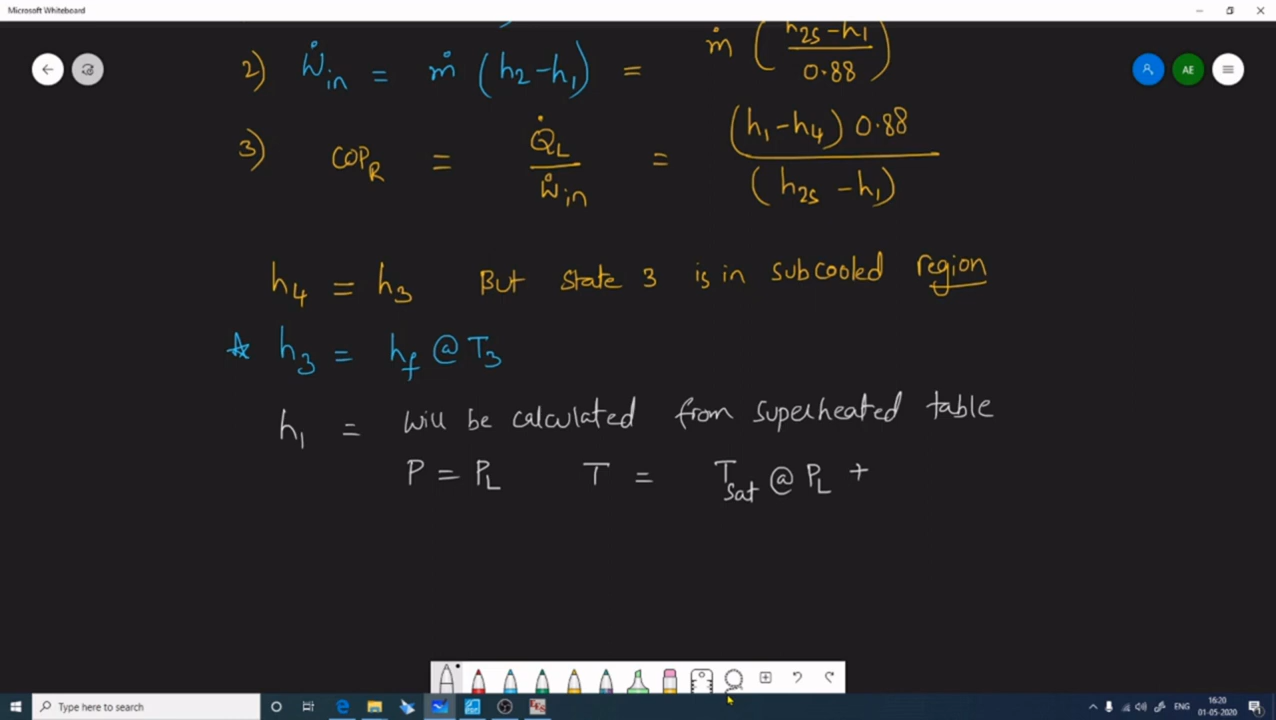 Microsoft Whiteboard
AE
2) Ẇin = ṁ (h2-h1) = ṁ (h2s-h1 / 0.88)
3) COPR = Q̇L / Ẇin = (h1-h4) 0.88 / (h2s-h1)
h4 = h3 But State 3 is in subcooled region
☆ h3 = hf @ T3
h1 = will be calculated from superheated table
P = PL T = Tsat @ PL +
Type here to search
ENG
16:20
01-05-2020